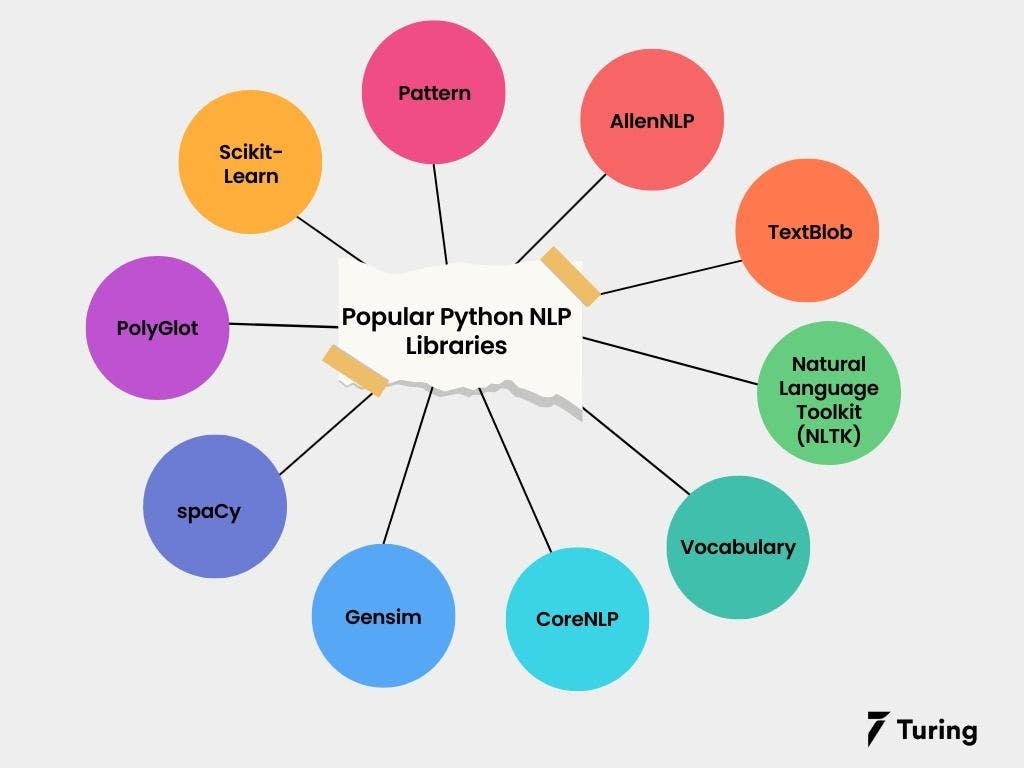 Pattern
AllenNLP
Scikit-
Learn
TextBlob
PolyGlot
Popular Python NLP
Libraries
Natural
Language
Toolkit
(NLTK)
spaCy
Vocabulary
Gensim
CoreNLP
Turing